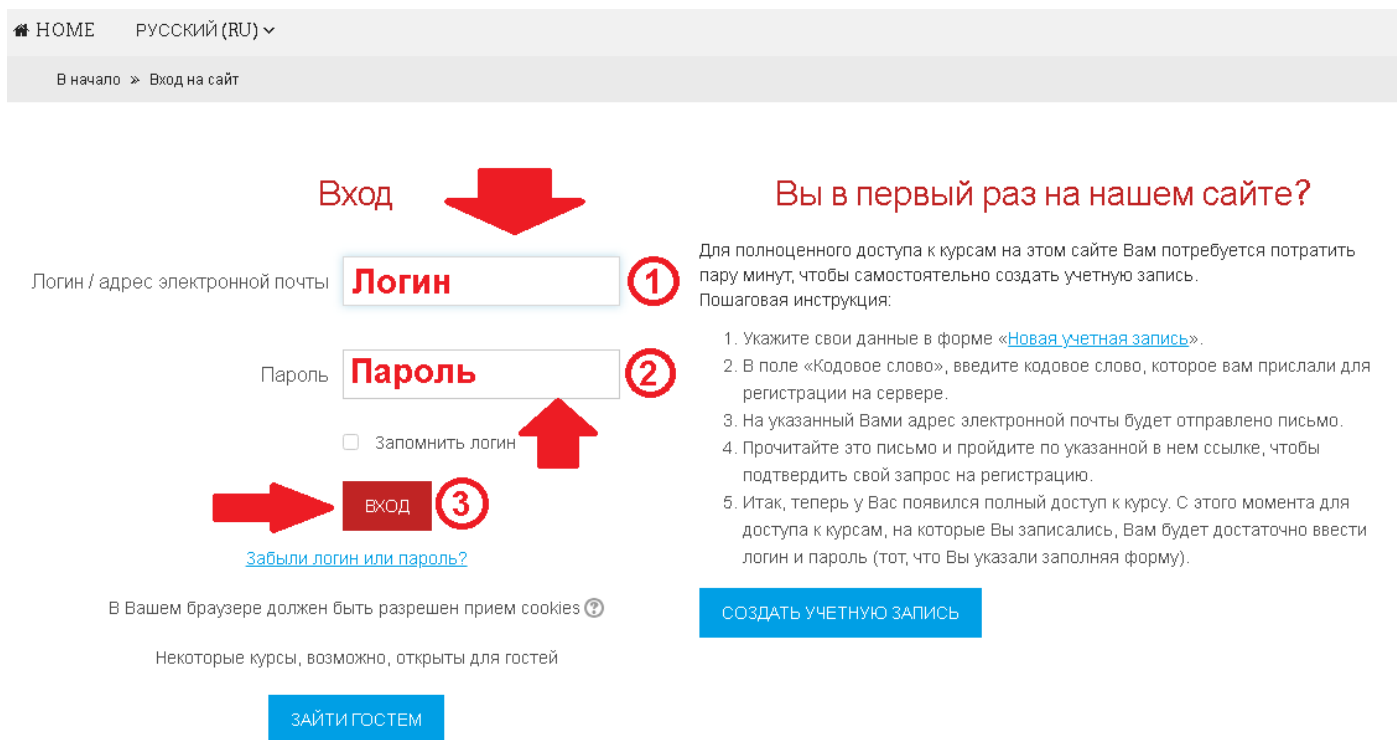 HOME РУССКИЙ (RU)
В начало » Вход на сайт
Вход
Логин / адрес электронной почты Логин 1
Пароль Пароль 2
Запомнить логин
ВХОД 3
Забыли логин или пароль?
В Вашем браузере должен быть разрешен прием cookies ?
Некоторые курсы, возможно, открыты для гостей
ЗАЙТИ ГОСТЕМ
Вы в первый раз на нашем сайте?
Для полноценного доступа к курсам на этом сайте Вам потребуется потратить
пару минут, чтобы самостоятельно создать учетную запись.
Пошаговая инструкция:
1. Укажите свои данные в форме «Новая учетная запись».
2. В поле «Кодовое слово», введите кодовое слово, которое вам прислали для
регистрации на сервере.
3. На указанный Вами адрес электронной почты будет отправлено письмо.
4. Прочитайте это письмо и пройдите по указанной в нем ссылке, чтобы
подтвердить свой запрос на регистрацию.
5. Итак, теперь у Вас появился полный доступ к курсу. С этого момента для
доступа к курсам, на которые Вы записались, Вам будет достаточно ввести
логин и пароль (тот, что Вы указали заполняя форму).
СОЗДАТЬ УЧЕТНУЮ ЗАПИСЬ